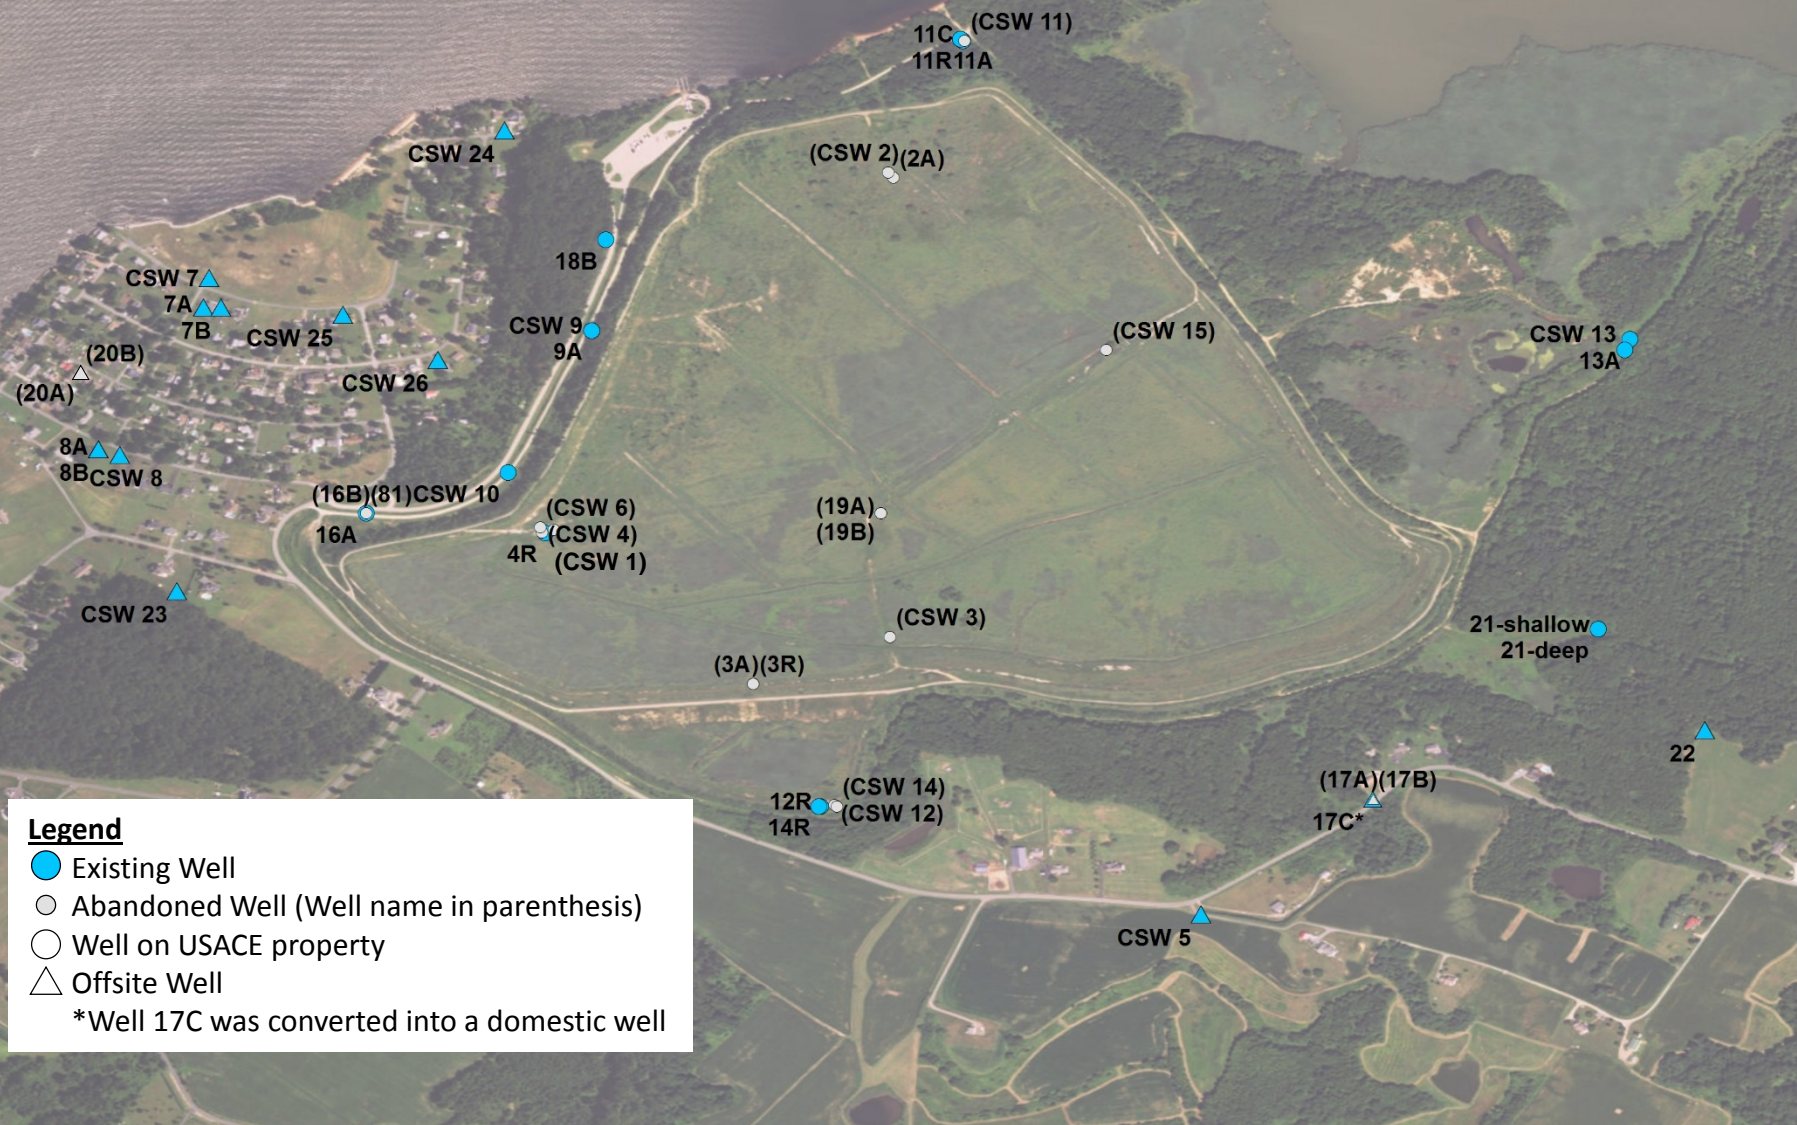 11C
(CSW 11)
11R11A
CSW 24
(CSW 2)
(2A)
18B
CSW 7
7A
7B
CSW 25
CSW 9
9A
(CSW 15)
CSW 13
13A
(20B)
(20A)
CSW 26
8A
8B
CSW 8
(16B)(81)CSW 10
16A
(CSW 6)
(CSW 4)
4R
(CSW 1)
(19A)
(19B)
CSW 23
(CSW 3)
21-shallow
21-deep
(3A)(3R)
22
(17A)(17B)
17C*
12R
(CSW 14)
14R
(CSW 12)
CSW 5
Legend
Existing Well
Abandoned Well (Well name in parenthesis)
Well on USACE property
Offsite Well
*Well 17C was converted into a domestic well